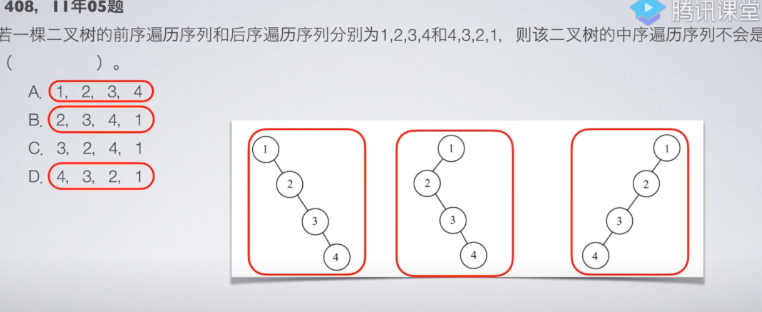 408，11年05题
腾讯课堂
若一棵二叉树的前序遍历序列和后序遍历序列分别为1,2,3,4和4,3,2,1，则该二叉树的中序遍历序列不会是
（　　）。
A. 1，2，3，4
B. 2，3，4，1
C. 3，2，4，1
D. 4，3，2，1
1 1 1
2 2 2
3 3 3
4 4 4